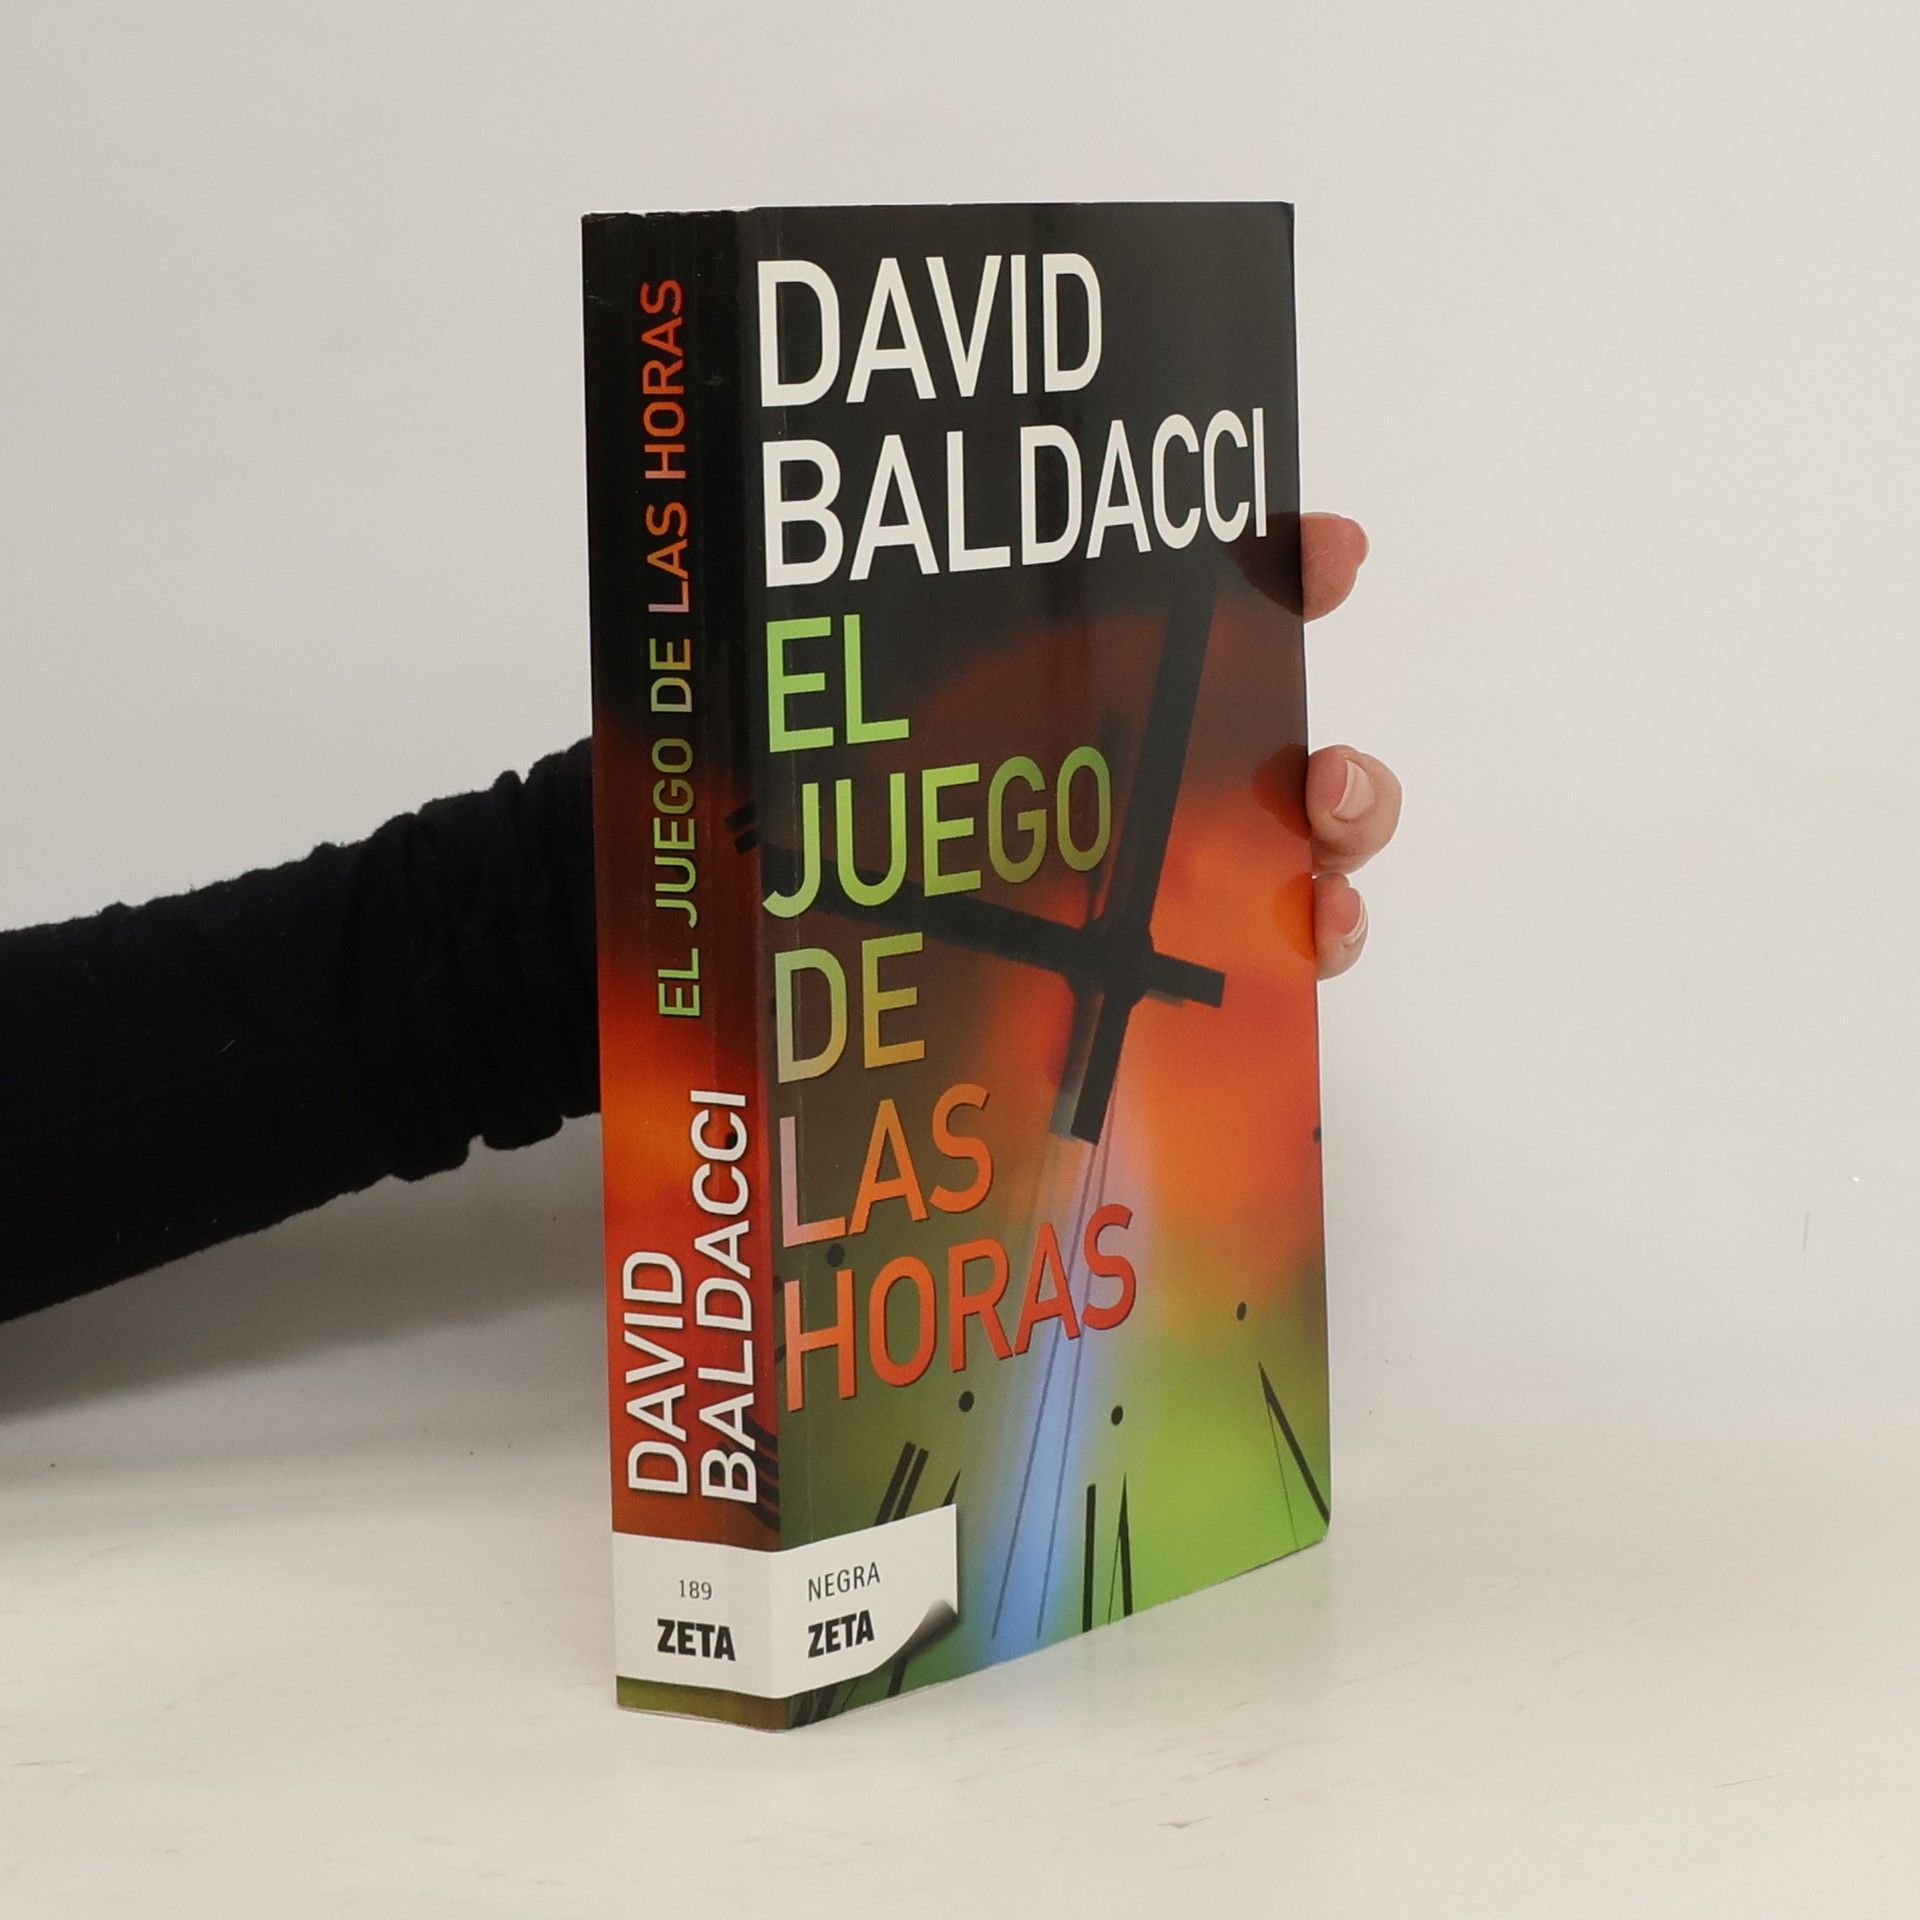 EL JUEGO DE LAS HORAS
DAVID
BALDACCI
189
ZETA
DAVID
BALDACCI
EL
JUEGO
DE
LAS
HORAS
NEGRA
ZETA